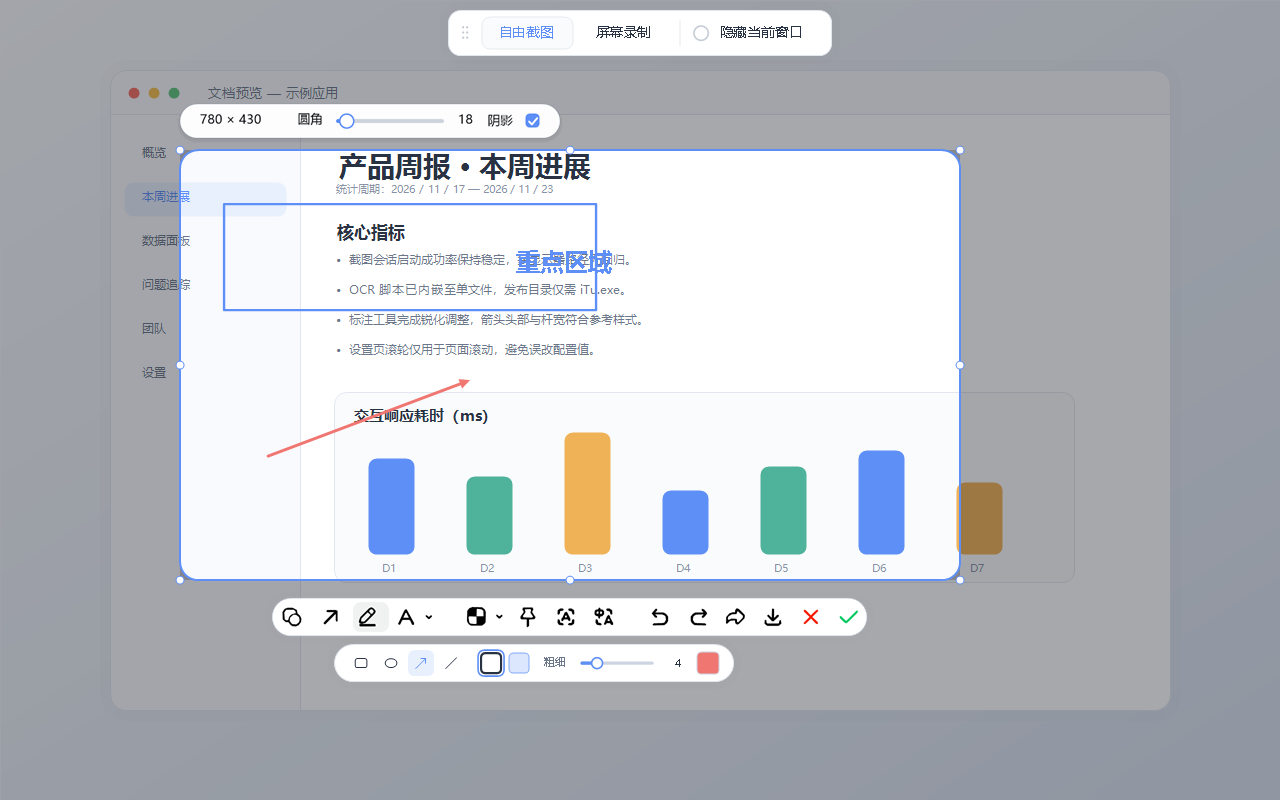 自由截图 屏幕录制 隐藏当前窗口
文档预览 — 示例应用
780 × 430 圆角 18 阴影
概览
本周进展
数据面板
问题追踪
团队
设置
产品周报 • 本周进展
统计周期：2026 / 11 / 17 — 2026 / 11 / 23
核心指标
• 截图会话启动成功率保持稳定，
归。
重点区域
• OCR 脚本已内嵌至单文件，发布目录仅需 iTu.exe。
• 标注工具完成锐化调整，箭头头部与杆宽符合参考样式。
• 设置页滚轮仅用于页面滚动，避免误改配置值。
交互响应耗时（ms）
D1 D2 D3 D4 D5 D6 D7
粗细 4